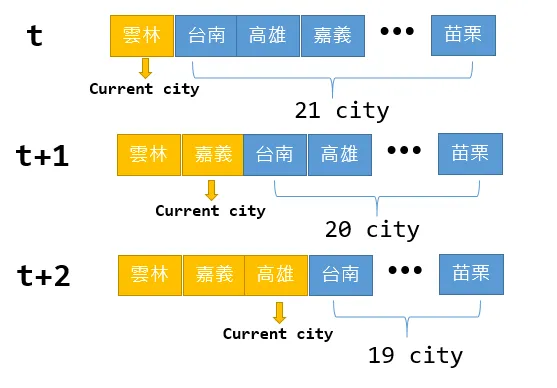 t 雲林 台南 高雄 嘉義 ••• 苗栗
Current city
21 city
t+1 雲林 嘉義 台南 高雄 ••• 苗栗
Current city
20 city
t+2 雲林 嘉義 高雄 台南 ••• 苗栗
Current city
19 city